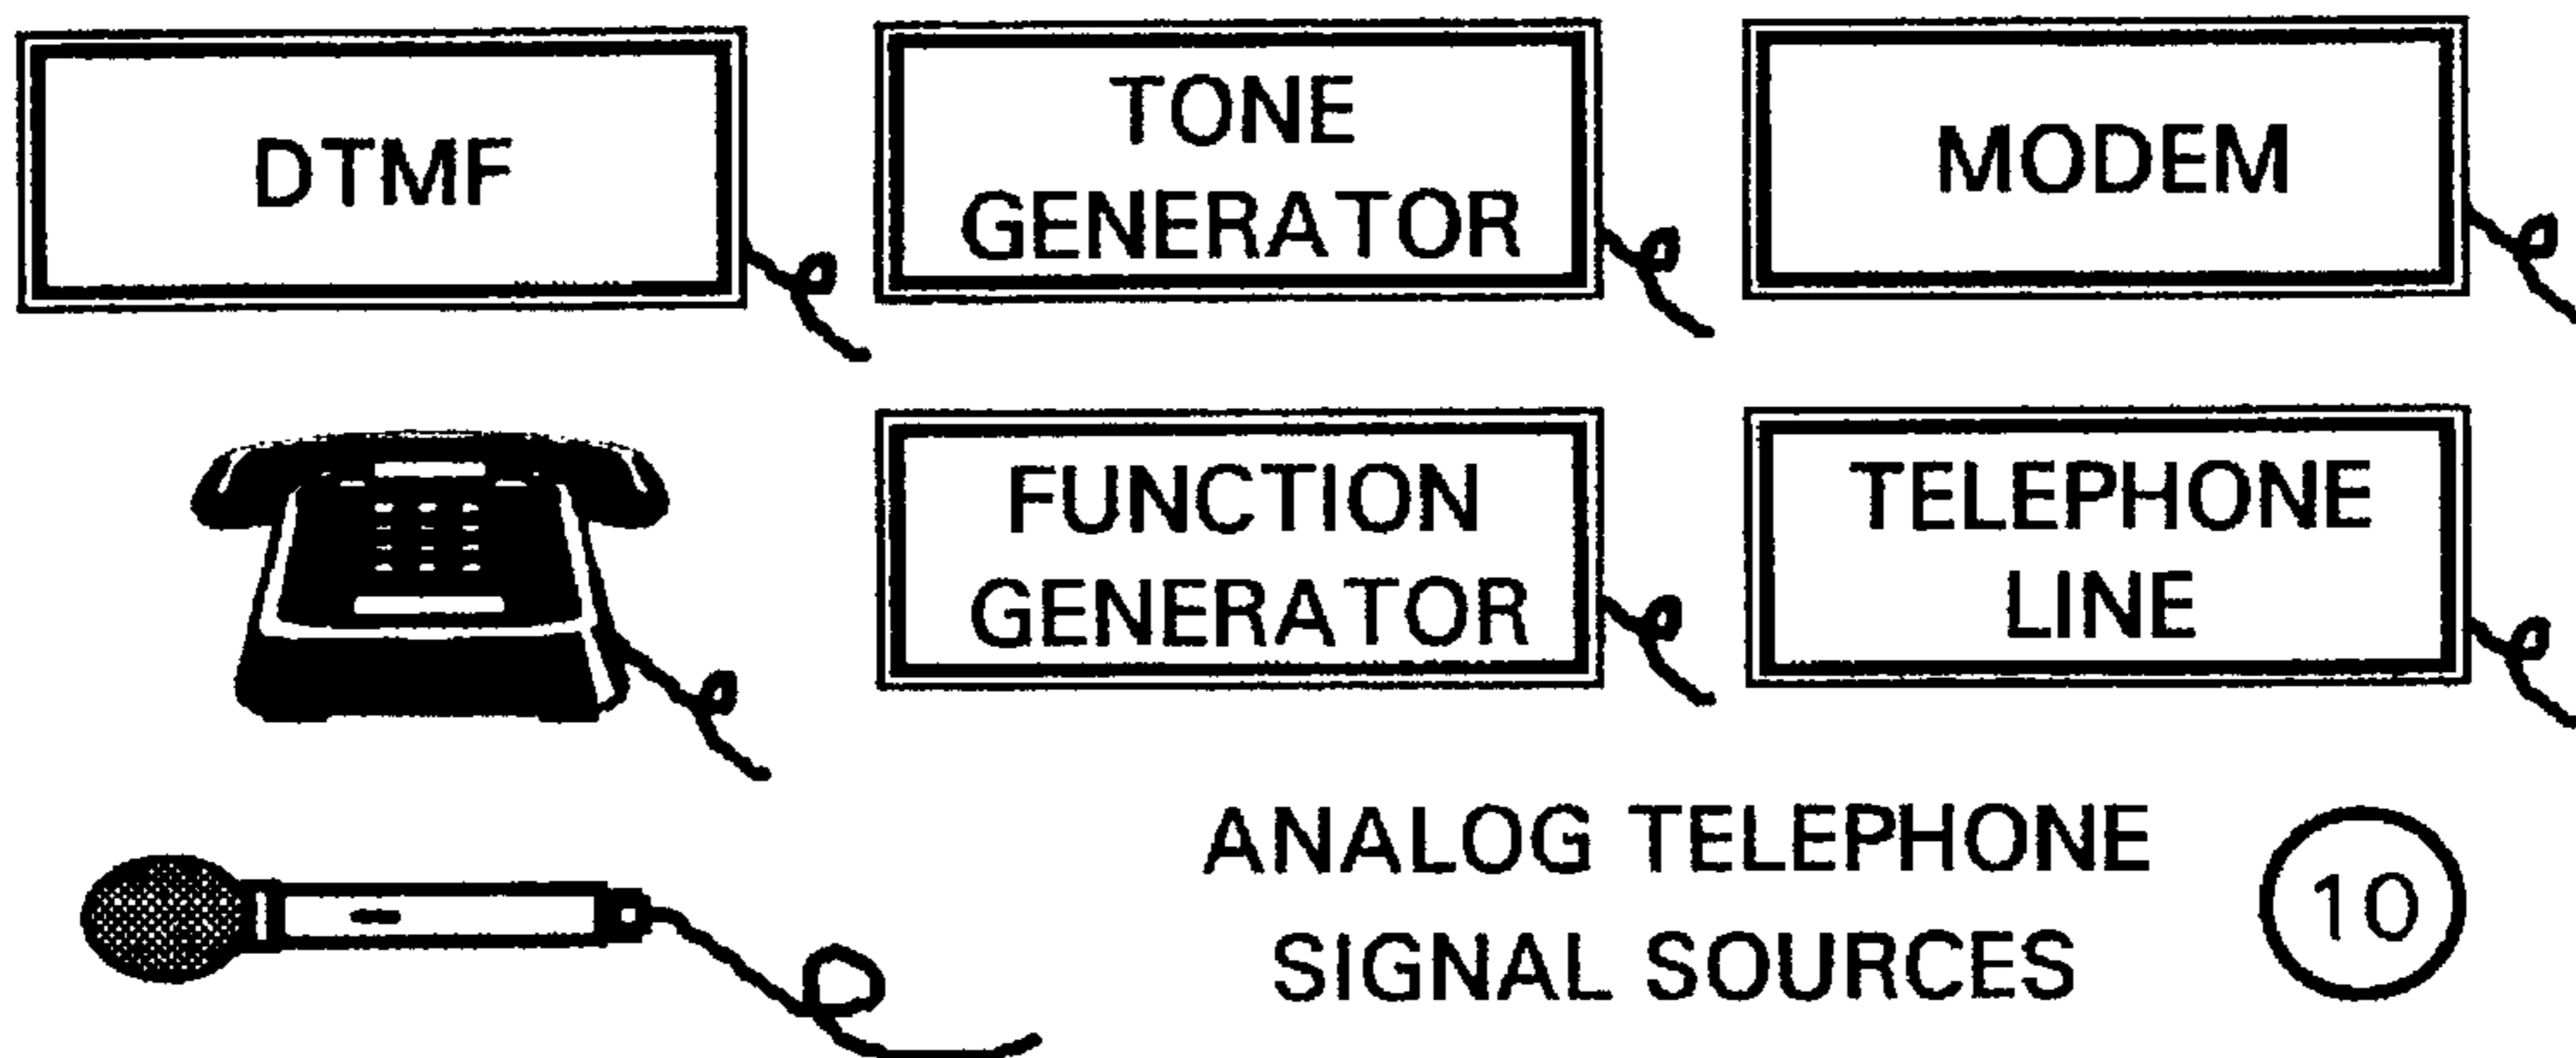 DTMF
TONE
GENERATOR
MODEM
FUNCTION
GENERATOR
TELEPHONE
LINE
ANALOG TELEPHONE
SIGNAL SOURCES
10